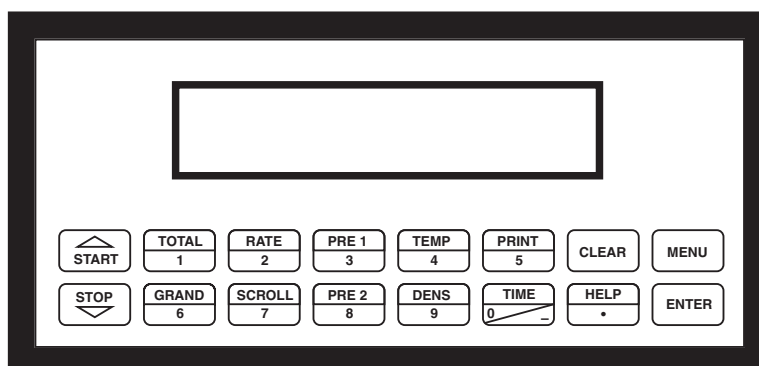 START
TOTAL
1
RATE
2
PRE 1
3
TEMP
4
PRINT
5
CLEAR
MENU
STOP
GRAND
6
SCROLL
7
PRE 2
8
DENS
9
TIME
0 –
HELP
•
ENTER